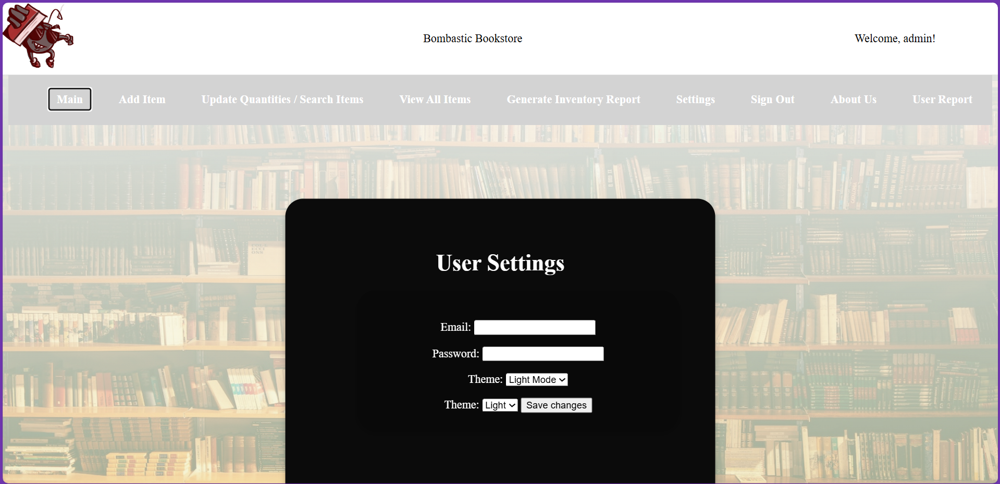 Bombastic Bookstore
Welcome, admin!
Main
Add Item
Update Quantities / Search Items
View All Items
Generate Inventory Report
Settings
Sign Out
About Us
User Report
User Settings
Email:
Password:
Theme: Light Mode
Theme: Light Save changes